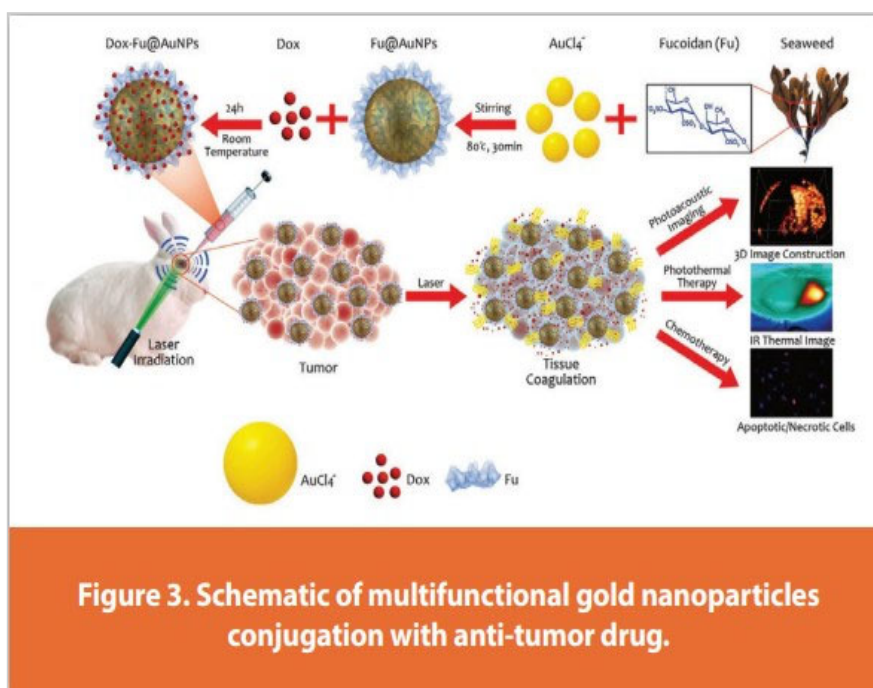 Dox-Fu@AuNPs Dox Fu@AuNPs AuCl4⁻ Fucoidan (Fu) Seaweed
24h
Room
Temperature
Stirring
80℃, 30min
Photoacoustic
Imaging
3D Image Construction
Photothermal
Therapy
IR Thermal Image
Chemotherapy
Apoptotic/Necrotic Cells
Laser
Irradiation
Tumor
Laser
Tissue
Coagulation
AuCl4⁻ Dox Fu
Figure 3. Schematic of multifunctional gold nanoparticles
conjugation with anti-tumor drug.